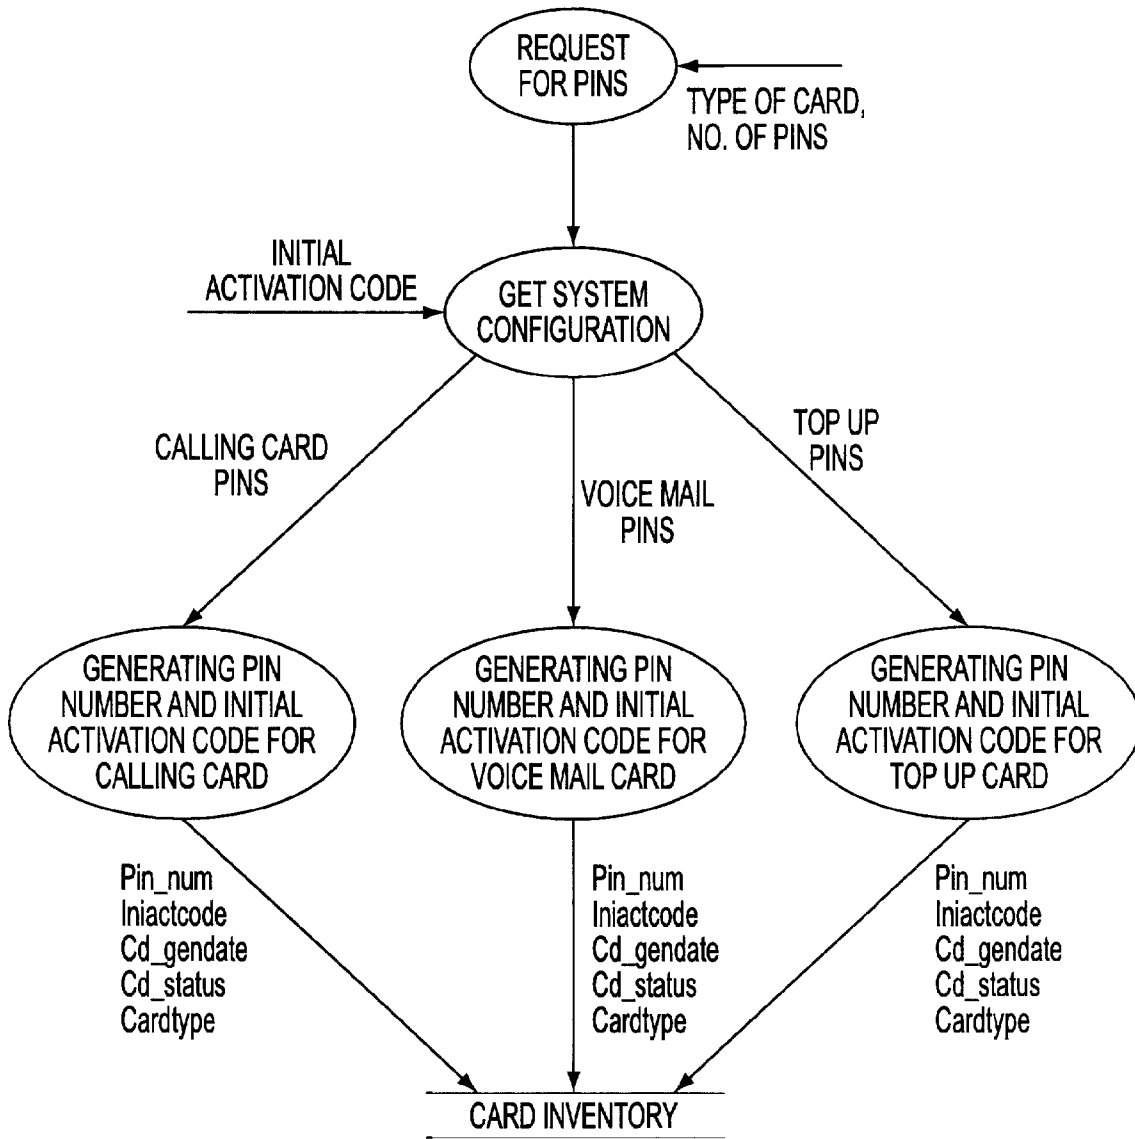 REQUEST
FOR PINS
TYPE OF CARD,
NO. OF PINS
INITIAL
ACTIVATION CODE
GET SYSTEM
CONFIGURATION
CALLING CARD
PINS
VOICE MAIL
PINS
TOP UP
PINS
GENERATING PIN
NUMBER AND INITIAL
ACTIVATION CODE FOR
CALLING CARD
GENERATING PIN
NUMBER AND INITIAL
ACTIVATION CODE FOR
VOICE MAIL CARD
GENERATING PIN
NUMBER AND INITIAL
ACTIVATION CODE FOR
TOP UP CARD
Pin_num
Iniactcode
Cd_gendate
Cd_status
Cardtype
Pin_num
Iniactcode
Cd_gendate
Cd_status
Cardtype
Pin_num
Iniactcode
Cd_gendate
Cd_status
Cardtype
CARD INVENTORY